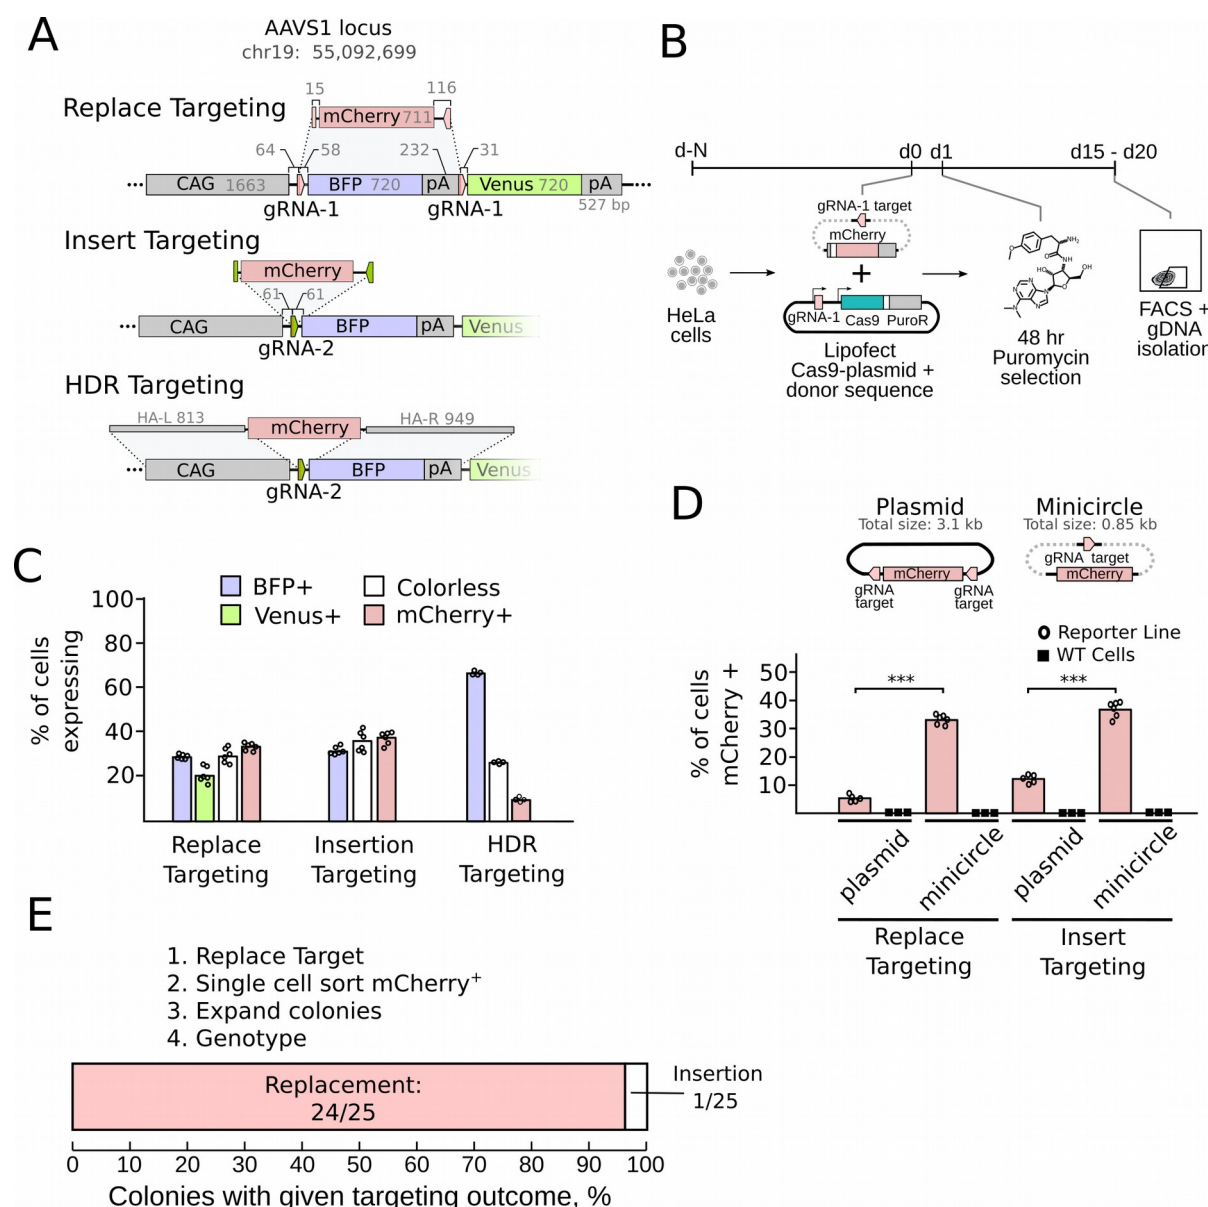 A
AAVS1 locus
chr19: 55,092,699
Replace Targeting
15
116
mCherry 711
64
58
232
31
CAG 1663
BFP 720
pA
Venus 720
pA
gRNA-1
gRNA-1
527 bp
Insert Targeting
mCherry
61
61
CAG
BFP
pA
Venus
gRNA-2
HDR Targeting
HA-L 813
mCherry
HA-R 949
CAG
BFP
pA
Venus
gRNA-2
B
d-N
d0
d1
d15 - d20
gRNA-1 target
mCherry
+
gRNA-1
Cas9
PuroR
HeLa
cells
Lipofect
Cas9-plasmid +
donor sequence
NH₂
O
O
NH
HO
OH
O
N
N
N
N
N
48 hr
Puromycin
selection
FACS +
gDNA
isolation
C
BFP+
Colorless
Venus+
mCherry+
% of cells
expressing
100
80
60
40
20
Replace
Targeting
Insertion
Targeting
HDR
Targeting
D
Plasmid
Total size: 3.1 kb
Minicircle
Total size: 0.85 kb
mCherry
gRNA
target
gRNA
target
gRNA target
mCherry
Reporter Line
WT Cells
% of cells
mCherry +
50
40
30
20
10
***
***
plasmid
minicircle
plasmid
minicircle
Replace
Targeting
Insert
Targeting
E
1. Replace Target
2. Single cell sort mCherry⁺
3. Expand colonies
4. Genotype
Replacement:
24/25
Insertion
1/25
0 10 20 30 40 50 60 70 80 90 100
Colonies with given targeting outcome, %